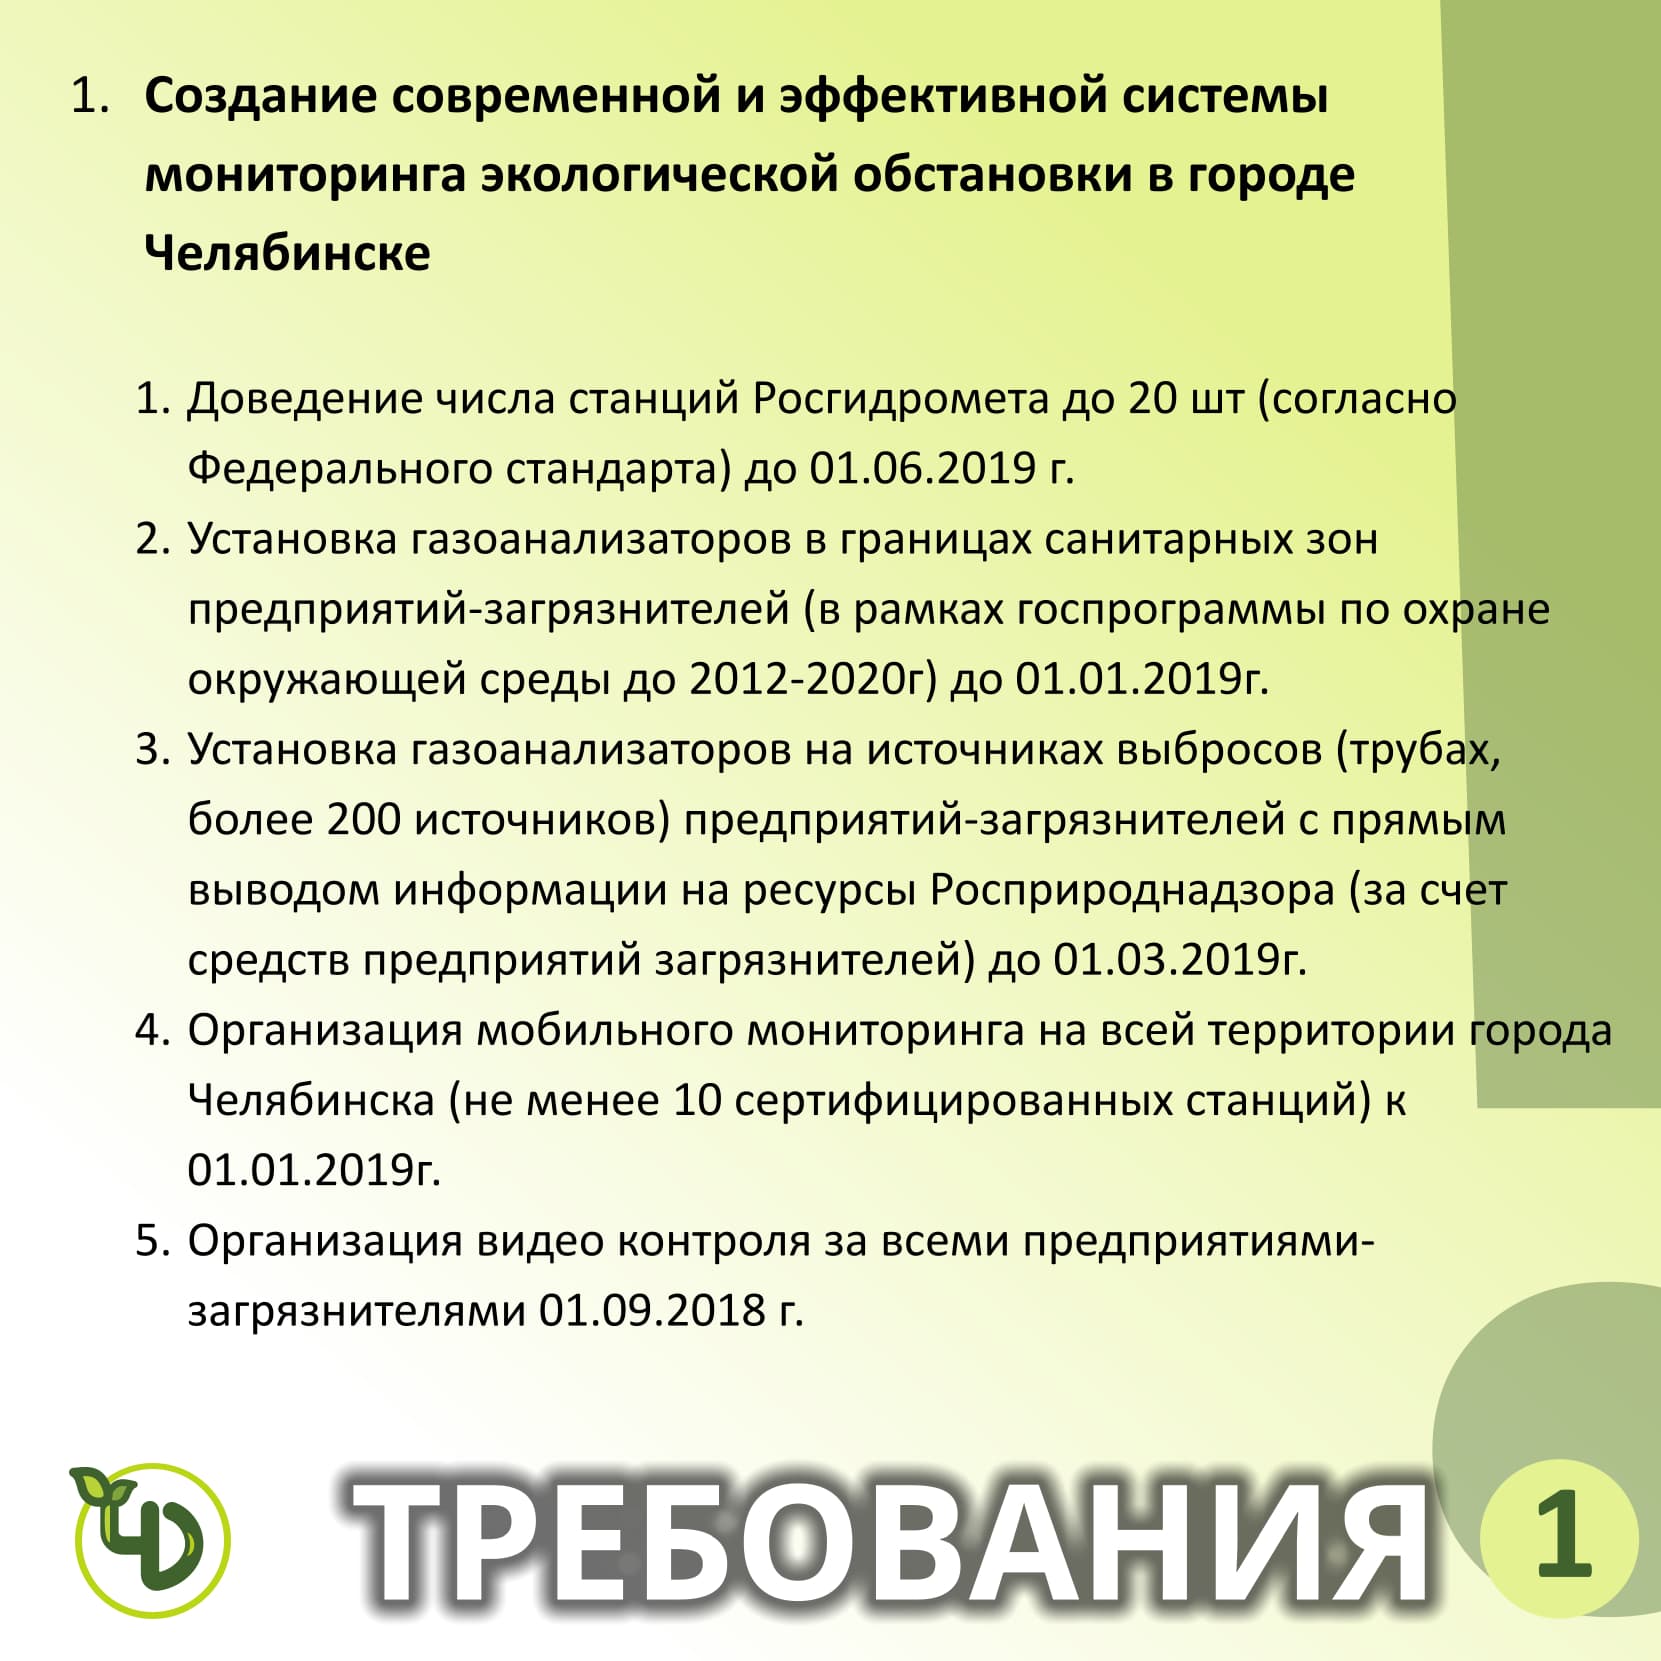 1. Создание современной и эффективной системы
мониторинга экологической обстановки в городе
Челябинске
1. Доведение числа станций Росгидромета до 20 шт (согласно
Федерального стандарта) до 01.06.2019 г.
2. Установка газоанализаторов в границах санитарных зон
предприятий-загрязнителей (в рамках госпрограммы по охране
окружающей среды до 2012-2020г) до 01.01.2019г.
3. Установка газоанализаторов на источниках выбросов (трубах,
более 200 источников) предприятий-загрязнителей с прямым
выводом информации на ресурсы Росприроднадзора (за счет
средств предприятий загрязнителей) до 01.03.2019г.
4. Организация мобильного мониторинга на всей территории города
Челябинска (не менее 10 сертифицированных станций) к
01.01.2019г.
5. Организация видео контроля за всеми предприятиями-
загрязнителями 01.09.2018 г.
ЧД
ТРЕБОВАНИЯ
1